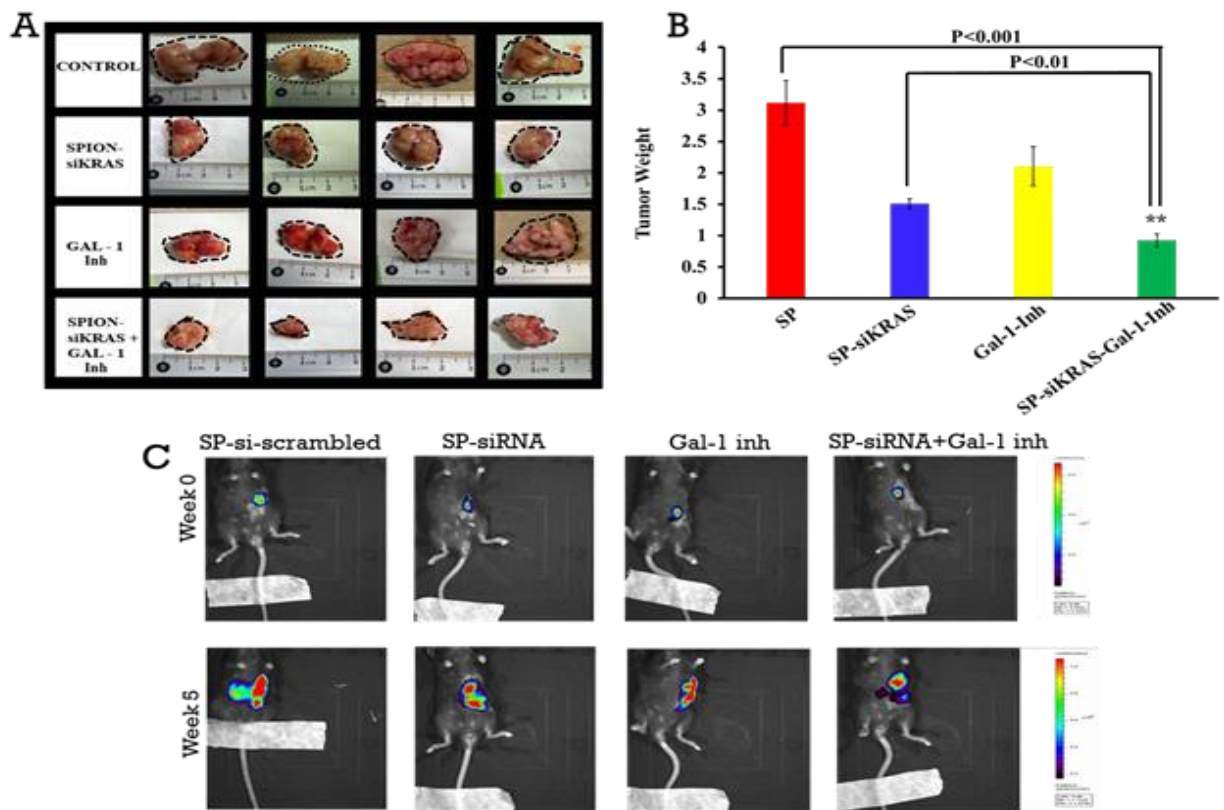 A
CONTROL
SPION-
siKRAS
GAL - 1
Inh
SPION-
siKRAS +
GAL - 1
Inh
B
P<0.001
P<0.01
**
Tumor Weight
4
3.5
3
2.5
2
1.5
1
0.5
0
SP
SP-siKRAS
Gal-1-Inh
SP-siKRAS-Gal-1-Inh
C
SP-si-scrambled
SP-siRNA
Gal-1 inh
SP-siRNA+Gal-1 inh
Week 0
Week 5